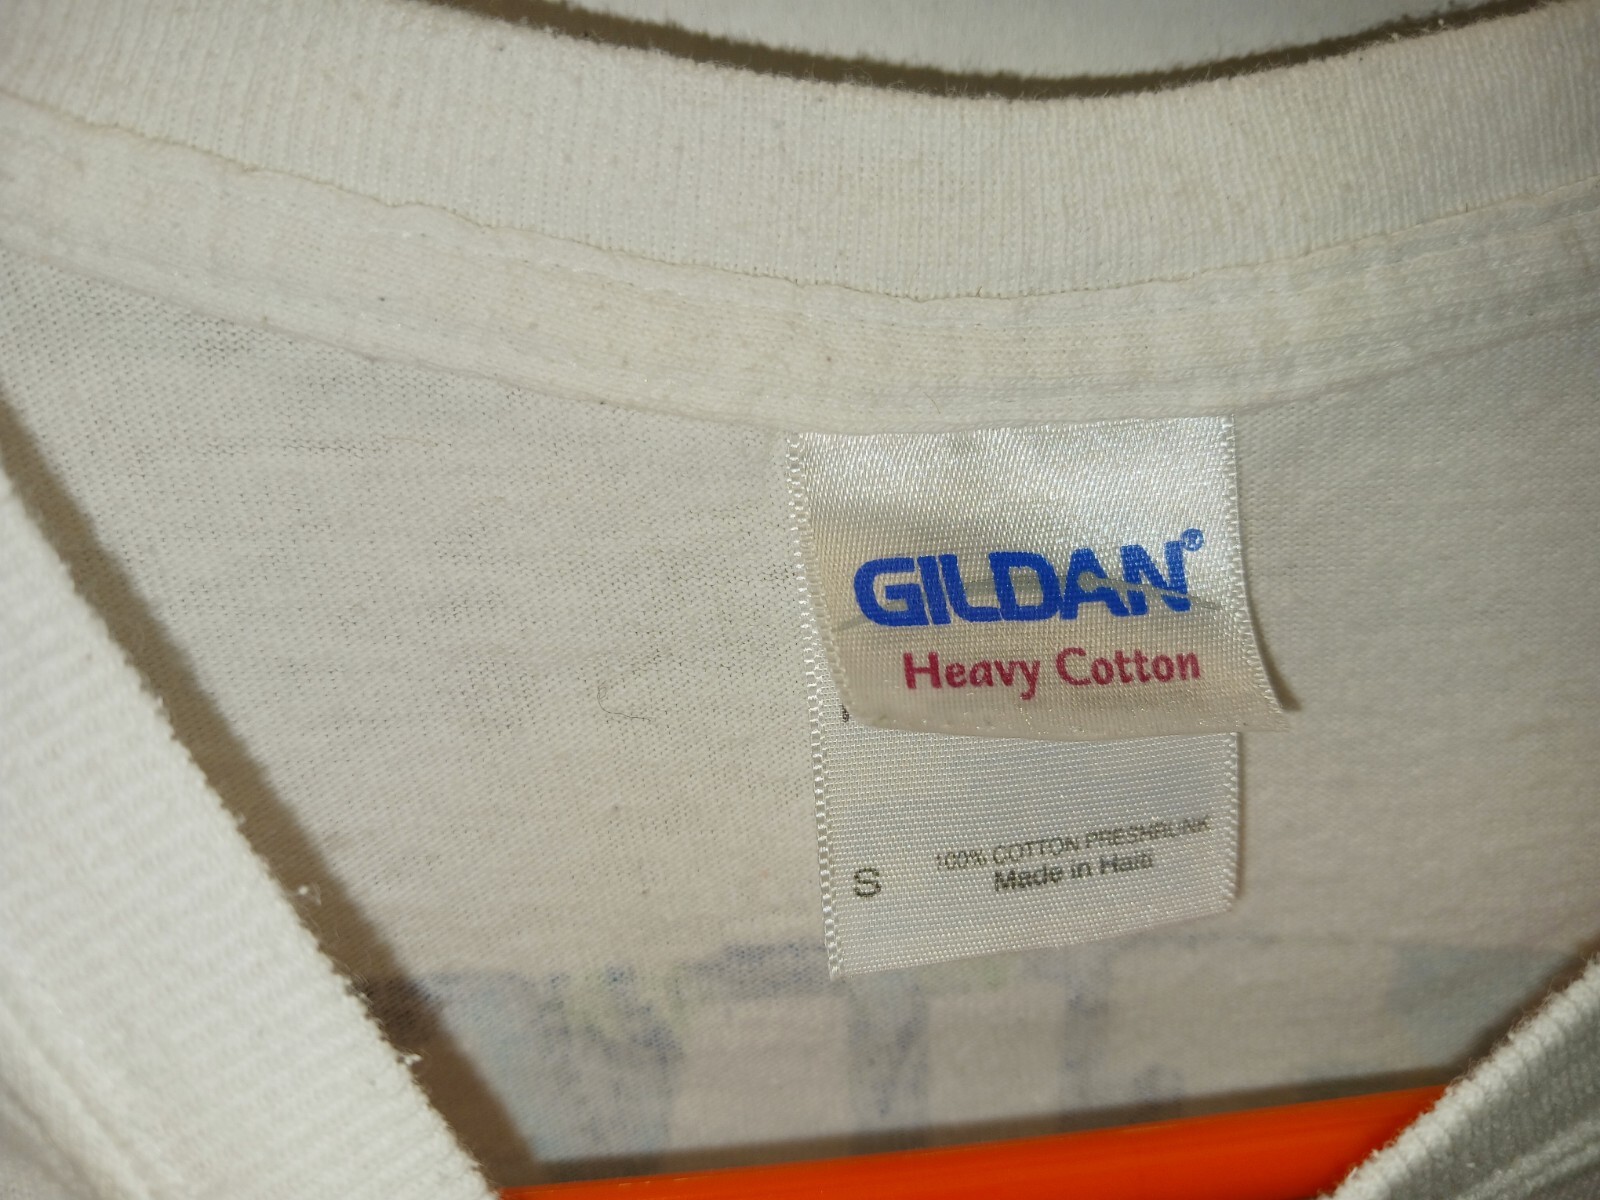 GILDAN®
Heavy Cotton
S
100% COTTON PRESHRUNK
Made in Haiti